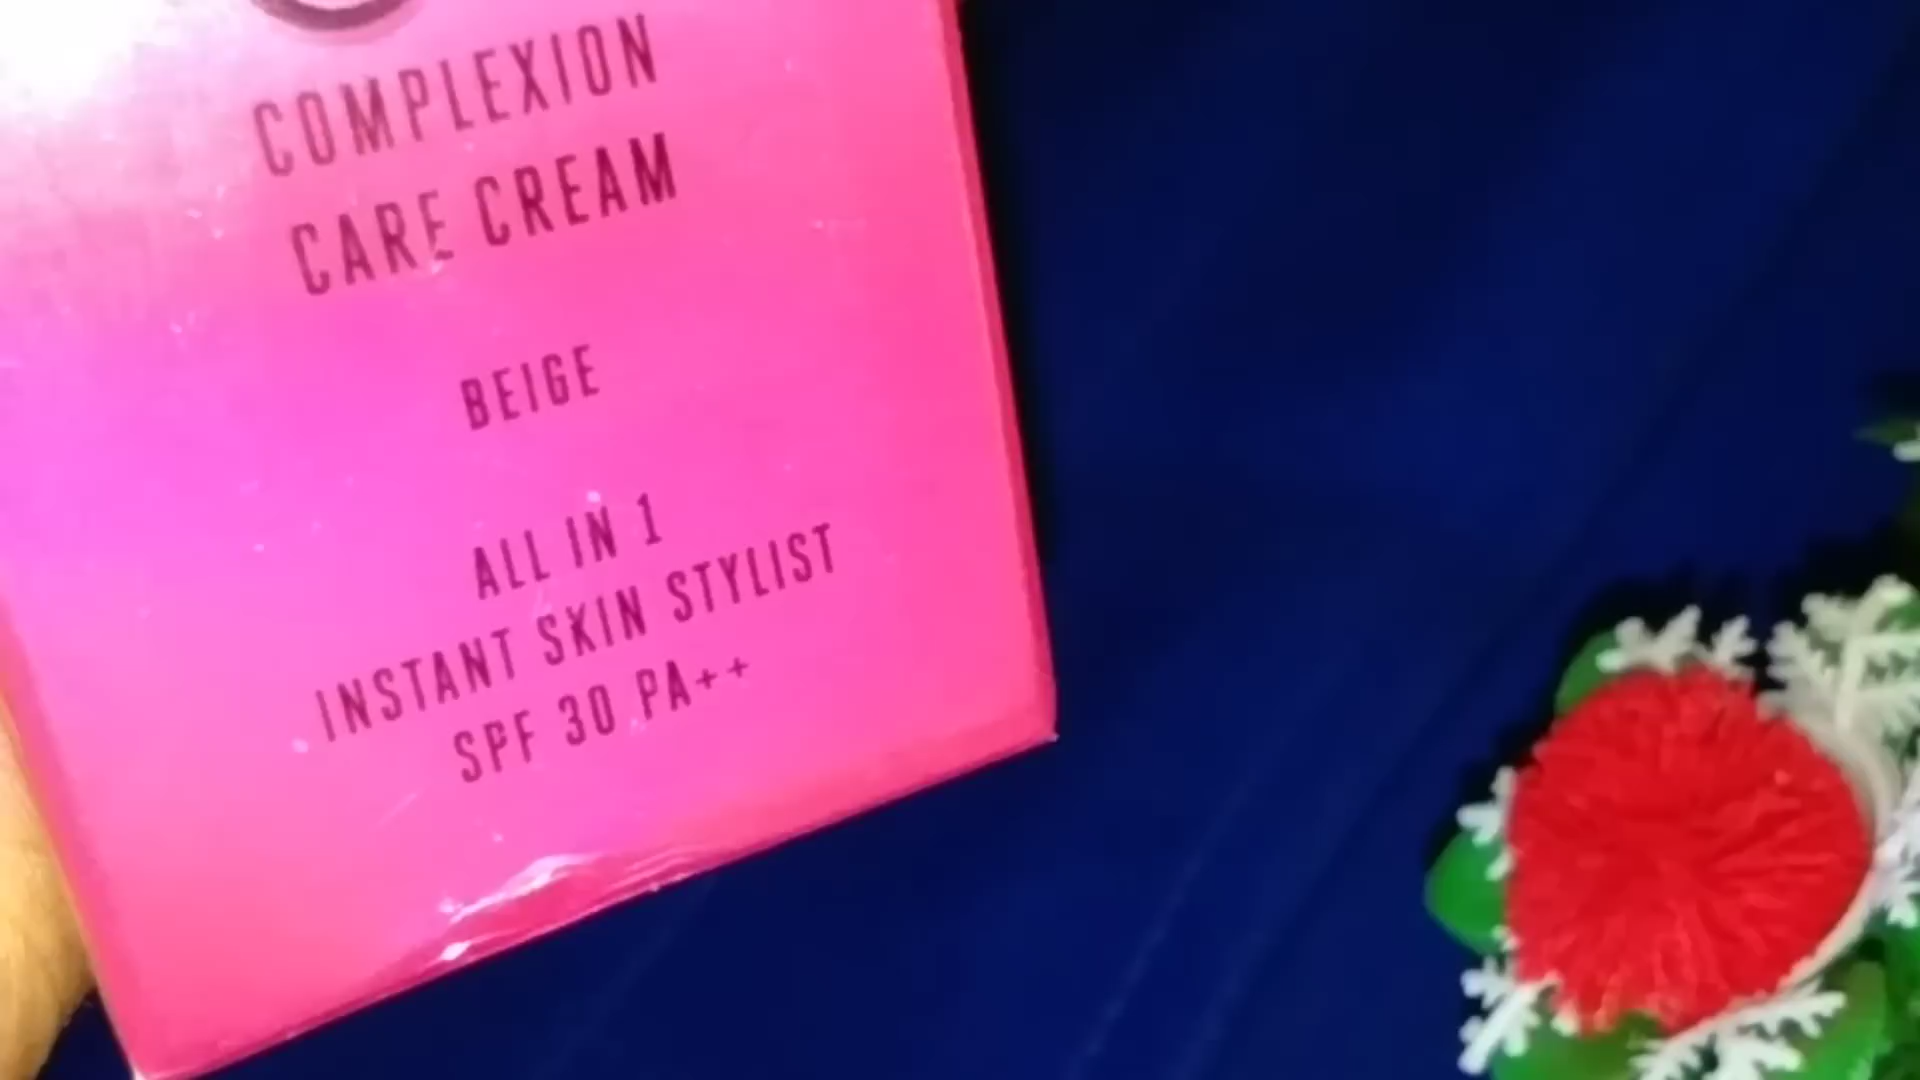 COMPLEXION
CARE CREAM
BEIGE
ALL IN 1
INSTANT SKIN STYLIST
SPF 30 PA++